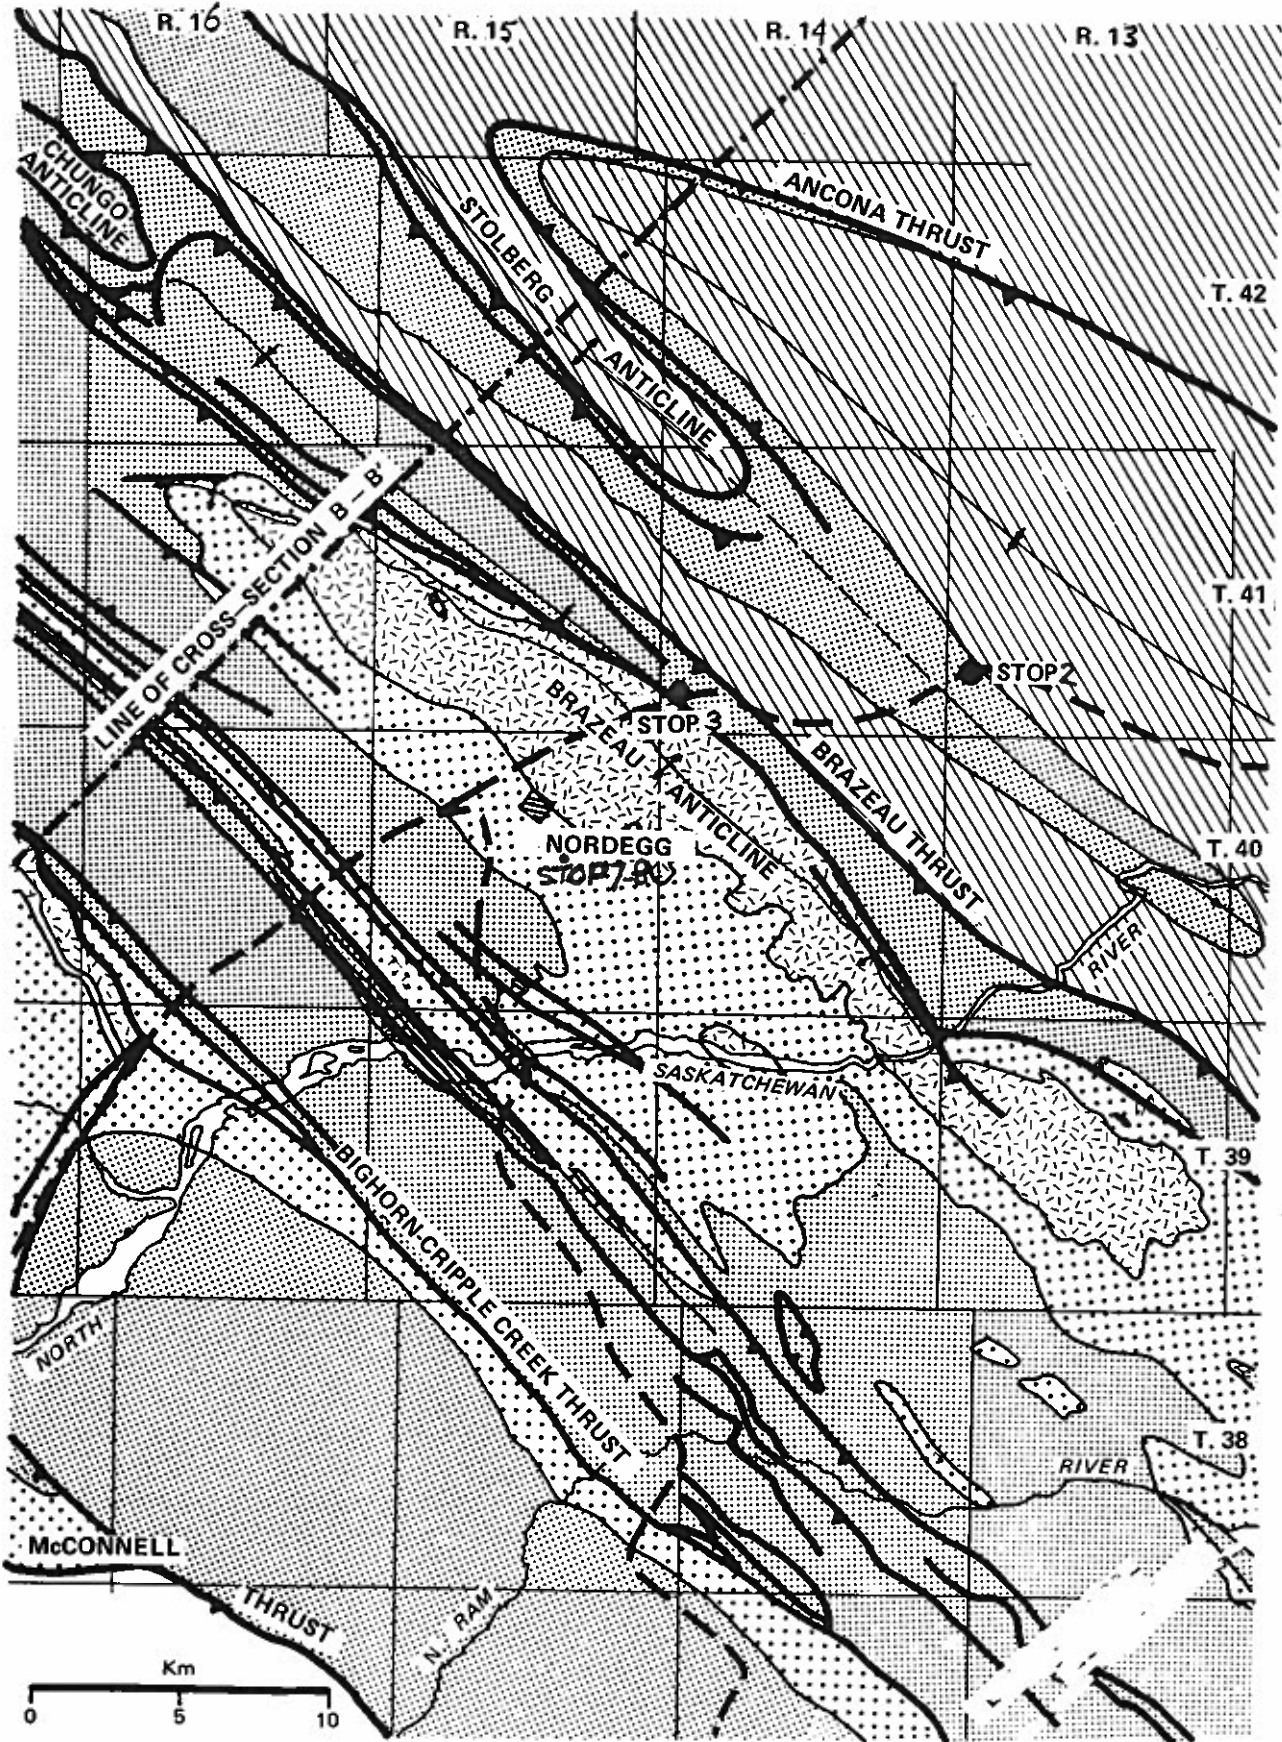 R. 16
R. 15
R. 14
R. 13
CHUNGO
ANTICLINE
STOLBERG
ANTICLINE
ANCONA THRUST
T. 42
LINE OF CROSS-SECTION B-B'
T. 41
STOP 2
STOP 3
BRAZEAU ANTICLINE
BRAZEAU THRUST
NORDEGG
T. 40
RIVER
SASKATCHEWAN
T. 39
BIGHORN-CRIPPLE CREEK THRUST
NORTH
T. 38
RIVER
McCONNELL
THRUST
N. RAM
Km
0 5 10